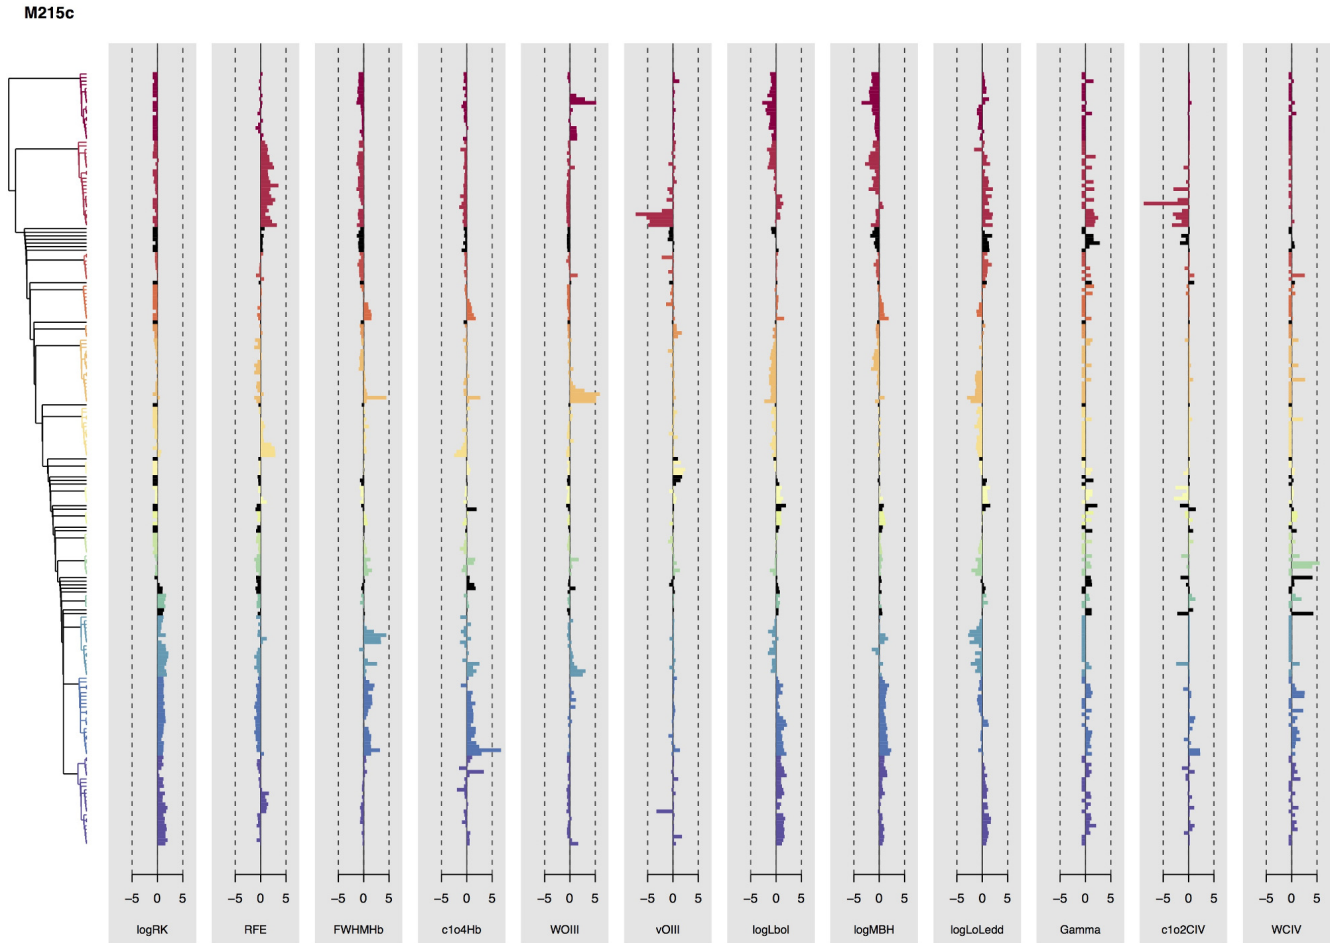 M215c
−5 0 5 −5 0 5 −5 0 5 −5 0 5 −5 0 5 −5 0 5 −5 0 5 −5 0 5 −5 0 5 −5 0 5 −5 0 5 −5 0 5
logRK RFE FWHMHb c1o4Hb WOIII vOIII logLbol logMBH logLoLedd Gamma c1o2CIV WCIV